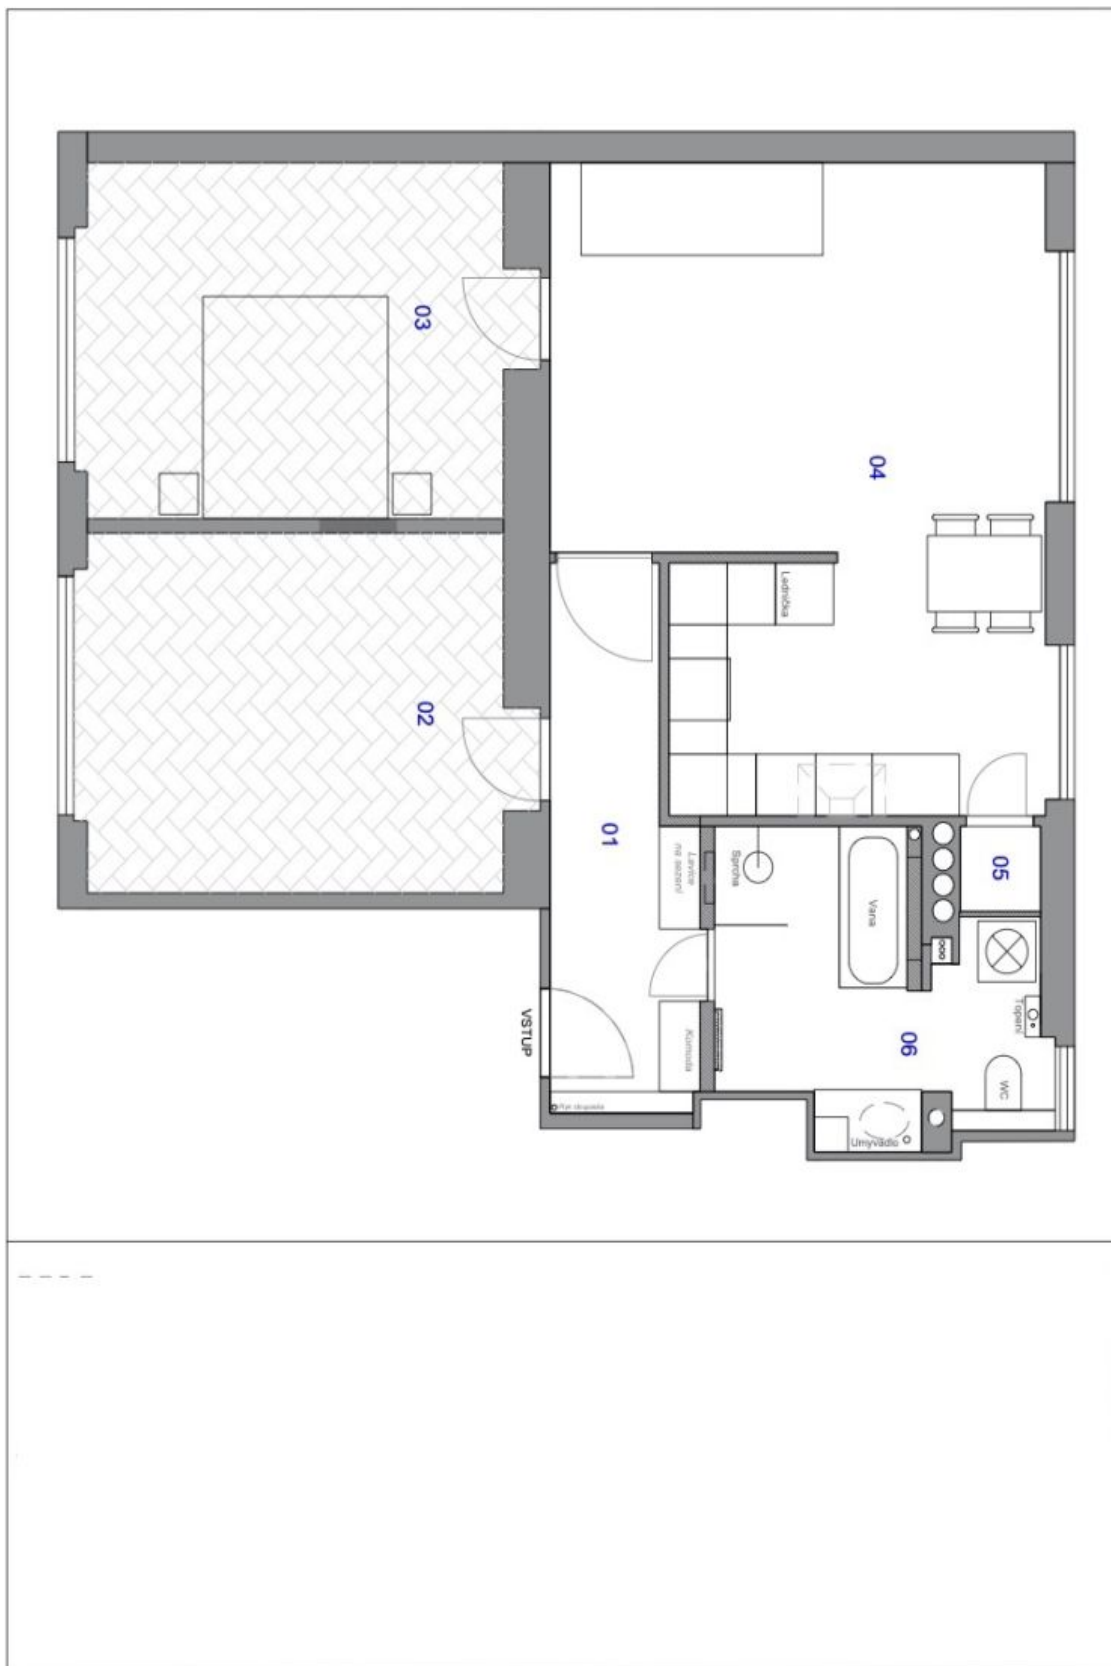 03
04
Lednička
02
01
Lavice
na sezení
Sprcha
Vana
05
Topení
VSTUP
Komoda
06
WC
Umyvadlo